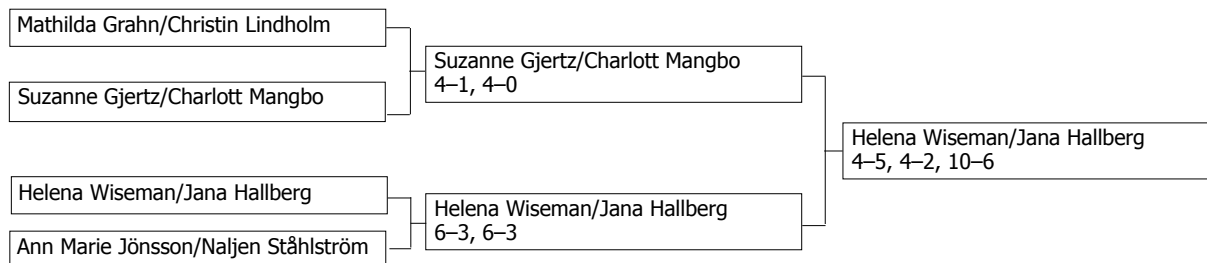 Mathilda Grahn/Christin Lindholm
Suzanne Gjertz/Charlott Mangbo
Suzanne Gjertz/Charlott Mangbo
4–1, 4–0
Helena Wiseman/Jana Hallberg
4–5, 4–2, 10–6
Helena Wiseman/Jana Hallberg
Helena Wiseman/Jana Hallberg
6–3, 6–3
Ann Marie Jönsson/Naljen Ståhlström